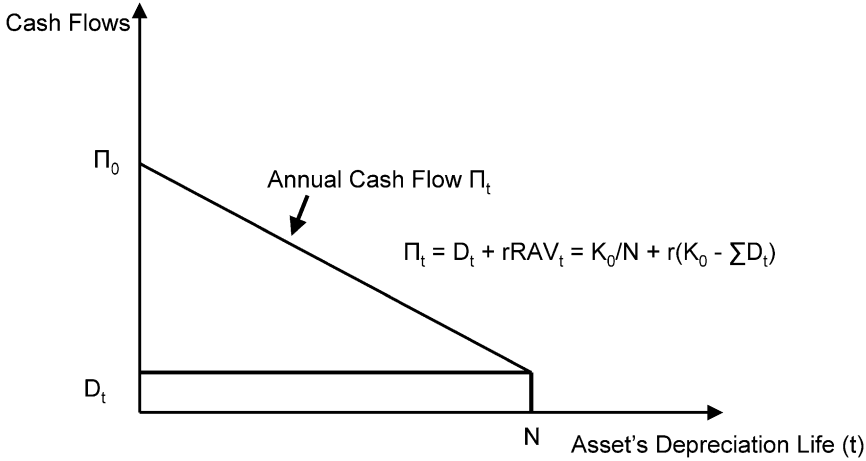 Cash Flows
Π₀
Annual Cash Flow Πₜ
Πₜ = Dₜ + rRAVₜ = K₀/N + r(K₀ - ∑Dₜ)
Dₜ
N
Asset’s Depreciation Life (t)